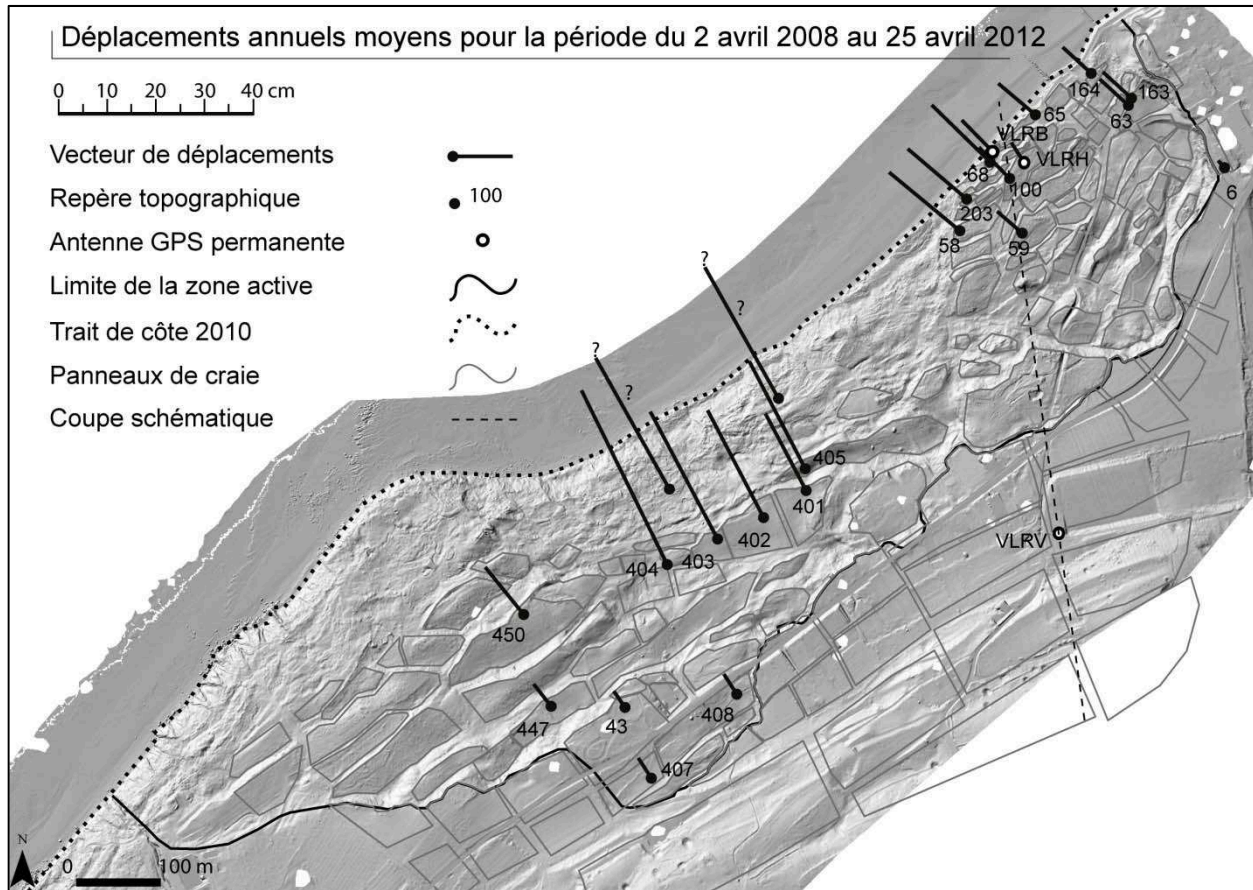 Déplacements annuels moyens pour la période du 2 avril 2008 au 25 avril 2012
0 10 20 30 40 cm
Vecteur de déplacements
Repère topographique
100
Antenne GPS permanente
Limite de la zone active
Trait de côte 2010
Panneaux de craie
Coupe schématique
164
163
63
65
VLRB
VLRH
68
100
6
203
58
59
?
?
?
?
405
401
402
403
404
VLRV
450
447
43
408
407
N
0 100 m